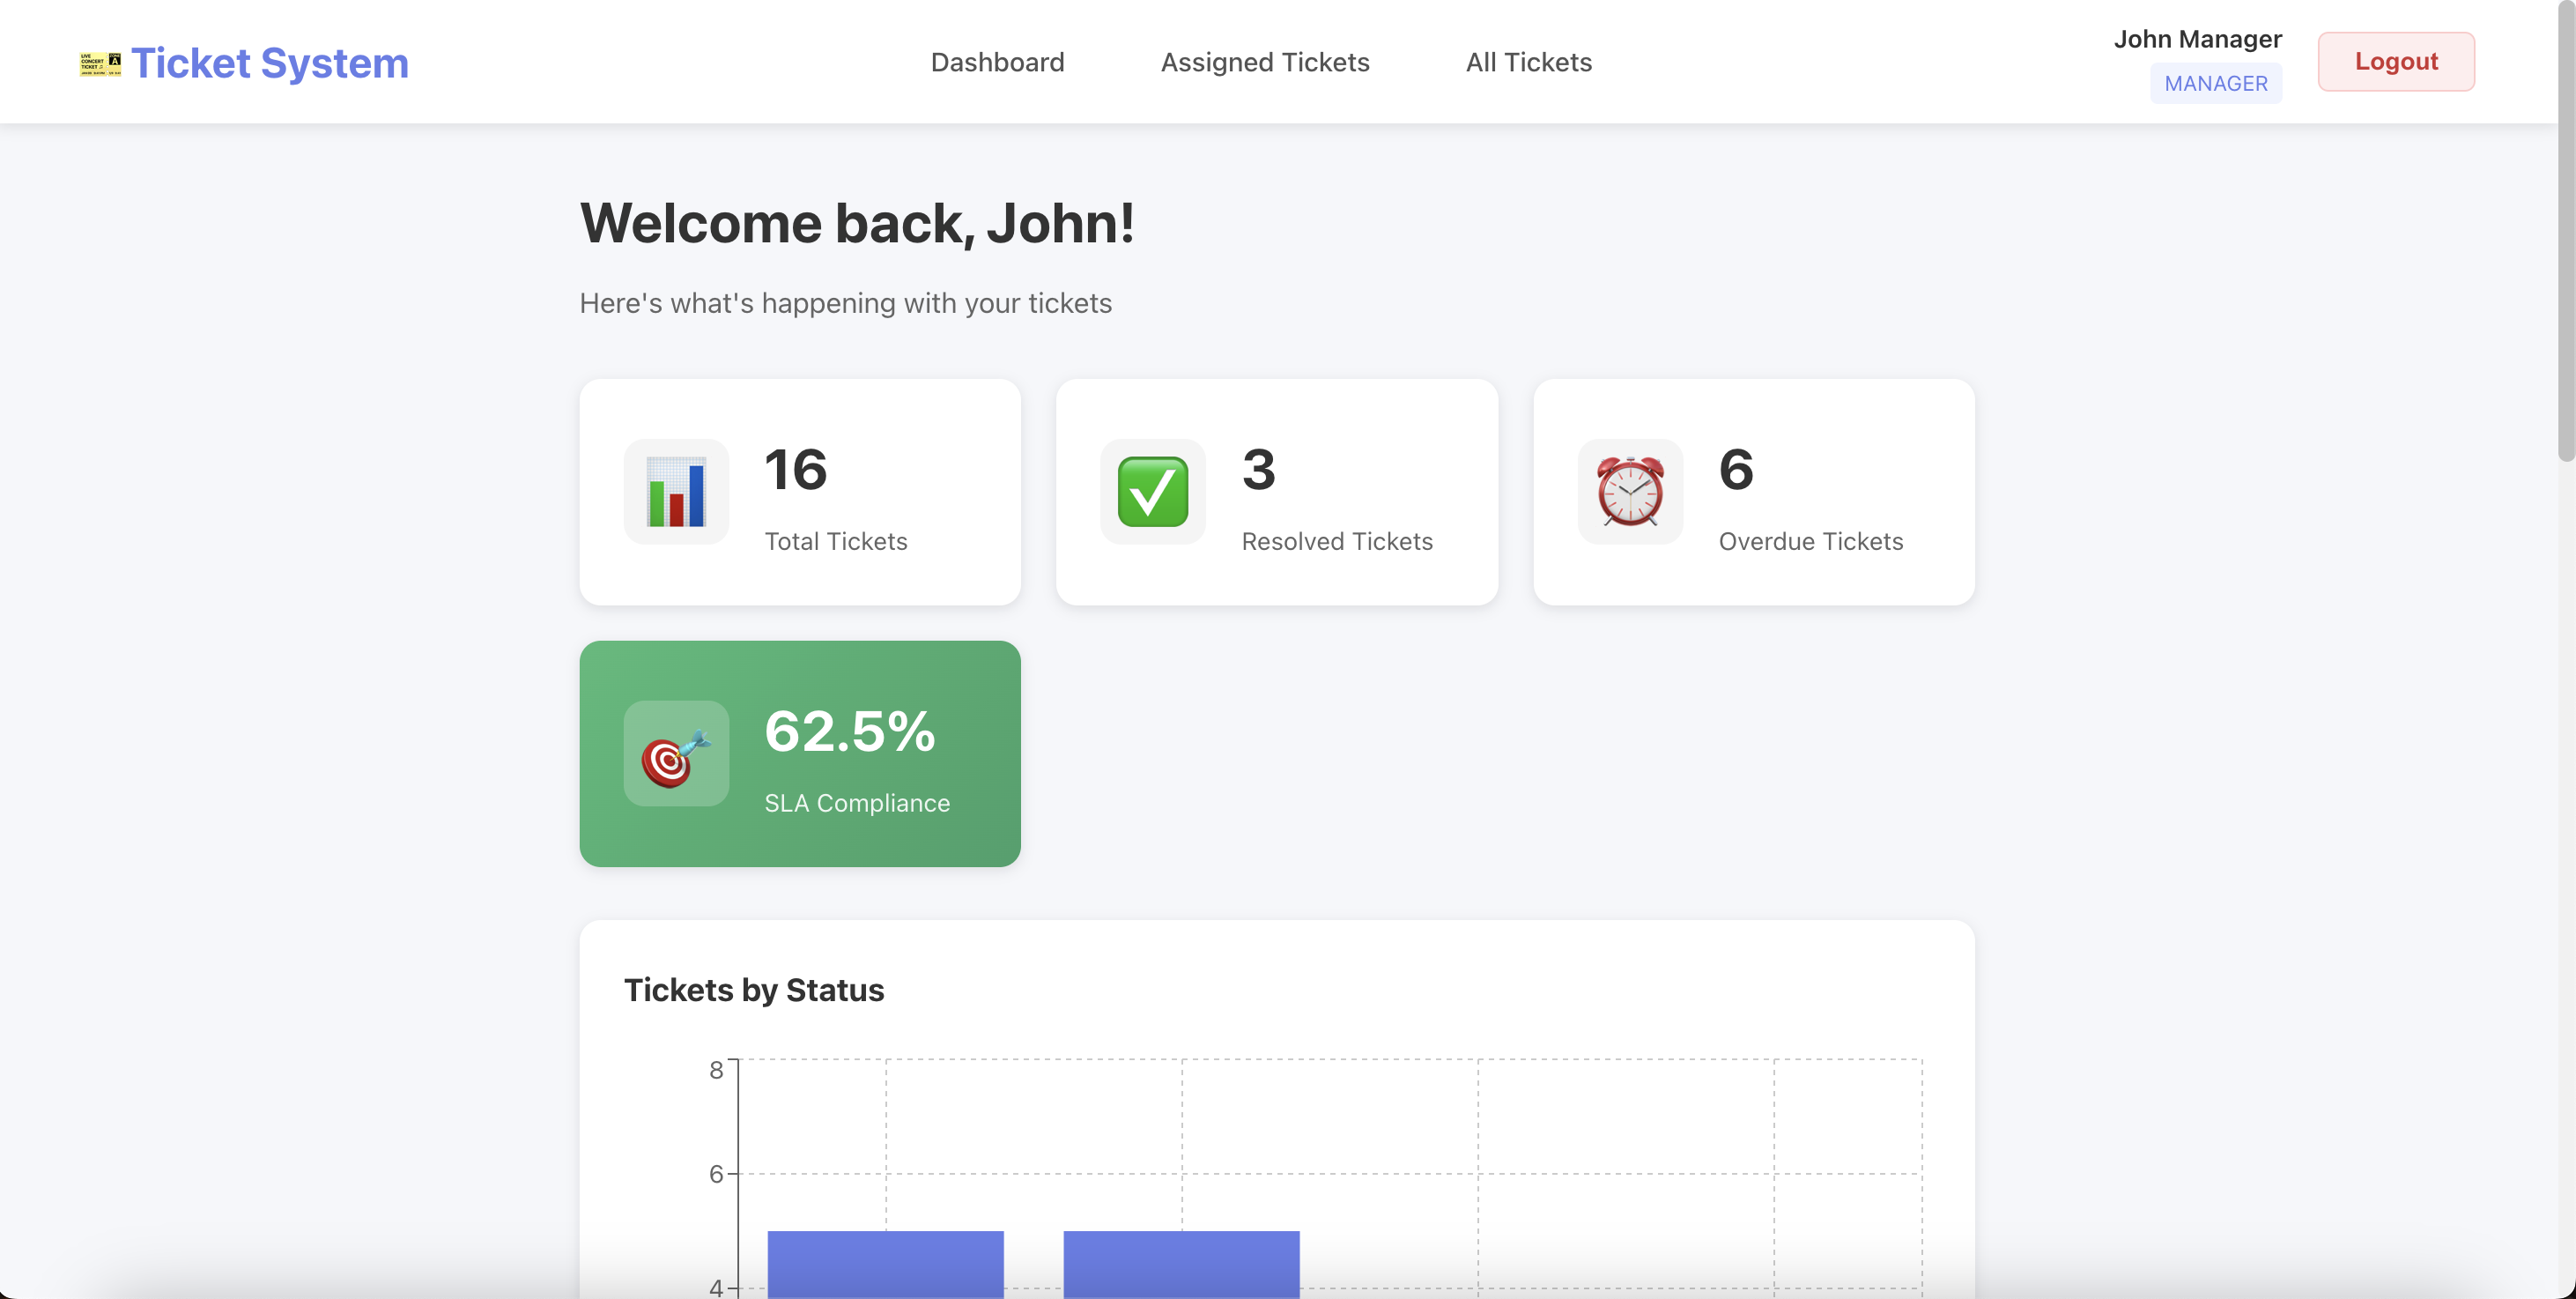 Ticket System
Dashboard
Assigned Tickets
All Tickets
John Manager
MANAGER
Logout
Welcome back, John!
Here's what's happening with your tickets
16
Total Tickets
3
Resolved Tickets
6
Overdue Tickets
62.5%
SLA Compliance
Tickets by Status
8
6
4